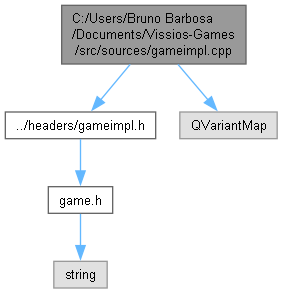 C:/Users/Bruno Barbosa
/Documents/Vissios-Games
/src/sources/gameimpl.cpp
../headers/gameimpl.h
QVariantMap
game.h
string